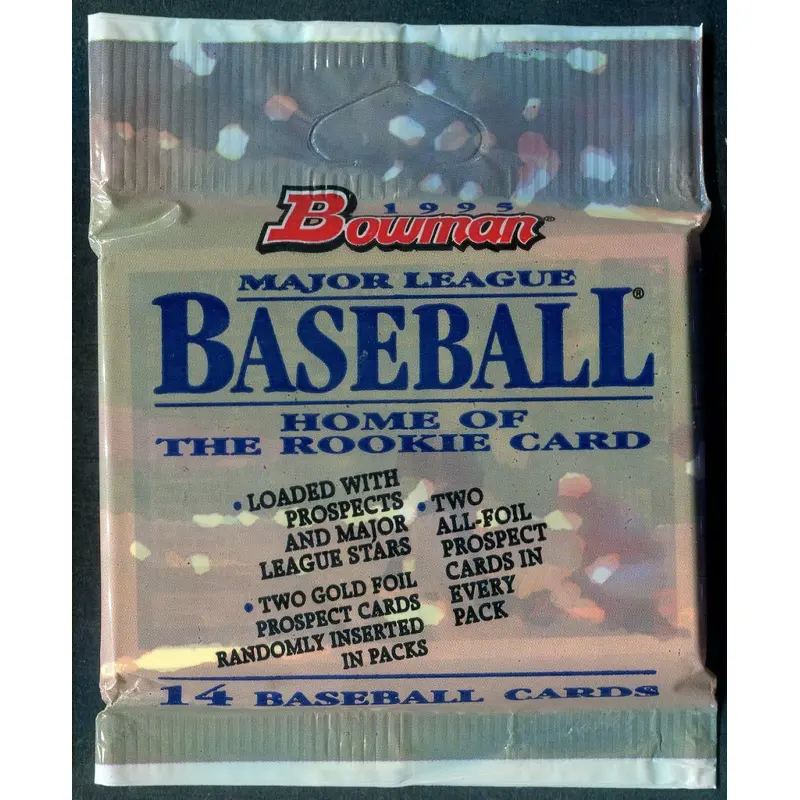 1995
Bowman
MAJOR LEAGUE
BASEBALL®
HOME OF
THE ROOKIE CARD
• LOADED WITH
PROSPECTS
AND MAJOR
LEAGUE STARS
• TWO GOLD FOIL
PROSPECT CARDS
RANDOMLY INSERTED
IN PACKS
• TWO
ALL-FOIL
PROSPECT
CARDS IN
EVERY
PACK
14 BASEBALL CARDS